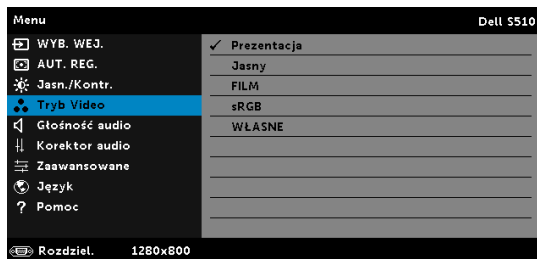 Menu Dell S510
WYB. WEJ.
AUT. REG.
Jasn./Kontr.
Tryb Video
Głośność audio
Korektor audio
Zaawansowane
Język
? Pomoc
✓ Prezentacja
Jasny
FILM
sRGB
WŁASNE
Rozdziel. 1280x800